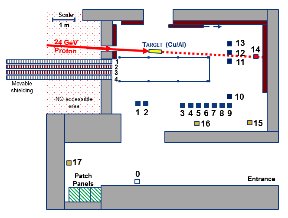 Scale
1 m
24 GeV
Proton
TARGET (Cu/Al)
13
12
11
14
1
2
3
4
Movable
shielding
NO accessible
area
1 2
3 4 5 6 7 8 9
10
16
15
17
0
Patch
Panels
Entrance